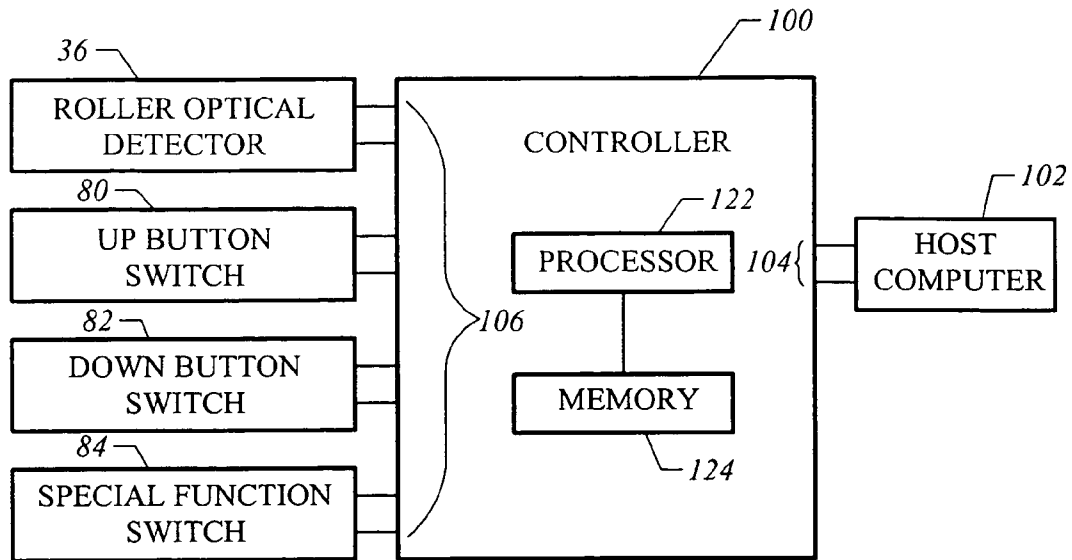 36
ROLLER OPTICAL
DETECTOR
80
UP BUTTON
SWITCH
82
DOWN BUTTON
SWITCH
84
SPECIAL FUNCTION
SWITCH
100
CONTROLLER
122
PROCESSOR
106
MEMORY
124
104
102
HOST
COMPUTER